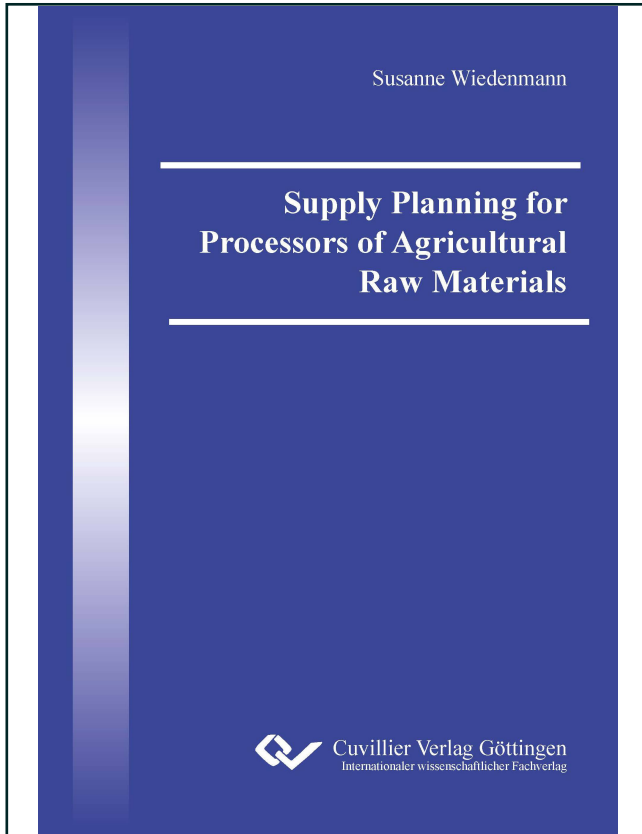 Susanne Wiedenmann
Supply Planning for
Processors of Agricultural
Raw Materials
Cuvillier Verlag Göttingen
Internationaler wissenschaftlicher Fachverlag